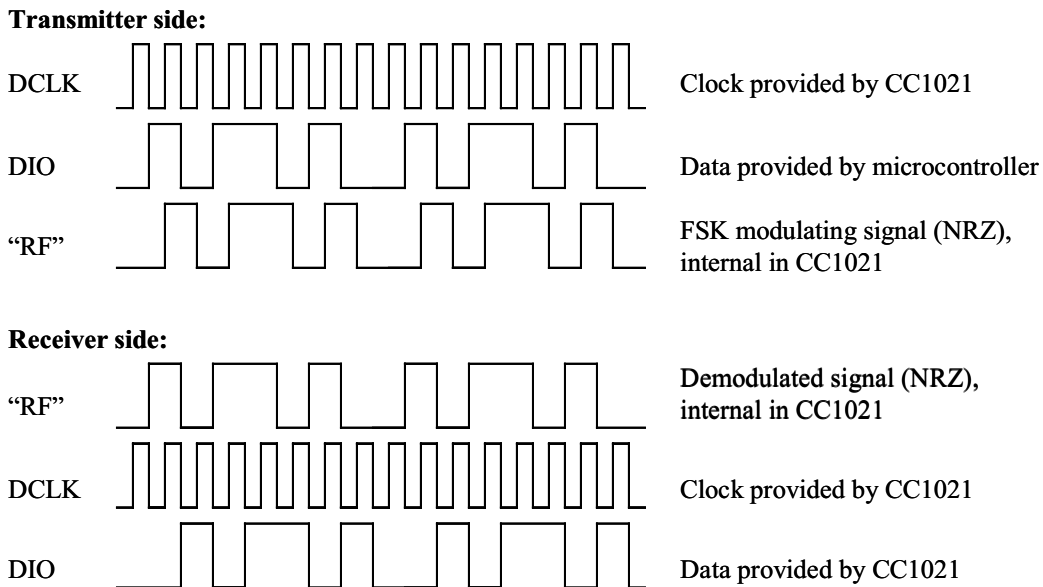 Transmitter side:
DCLK
Clock provided by CC1021
DIO
Data provided by microcontroller
“RF”
FSK modulating signal (NRZ),
internal in CC1021
Receiver side:
“RF”
Demodulated signal (NRZ),
internal in CC1021
DCLK
Clock provided by CC1021
DIO
Data provided by CC1021